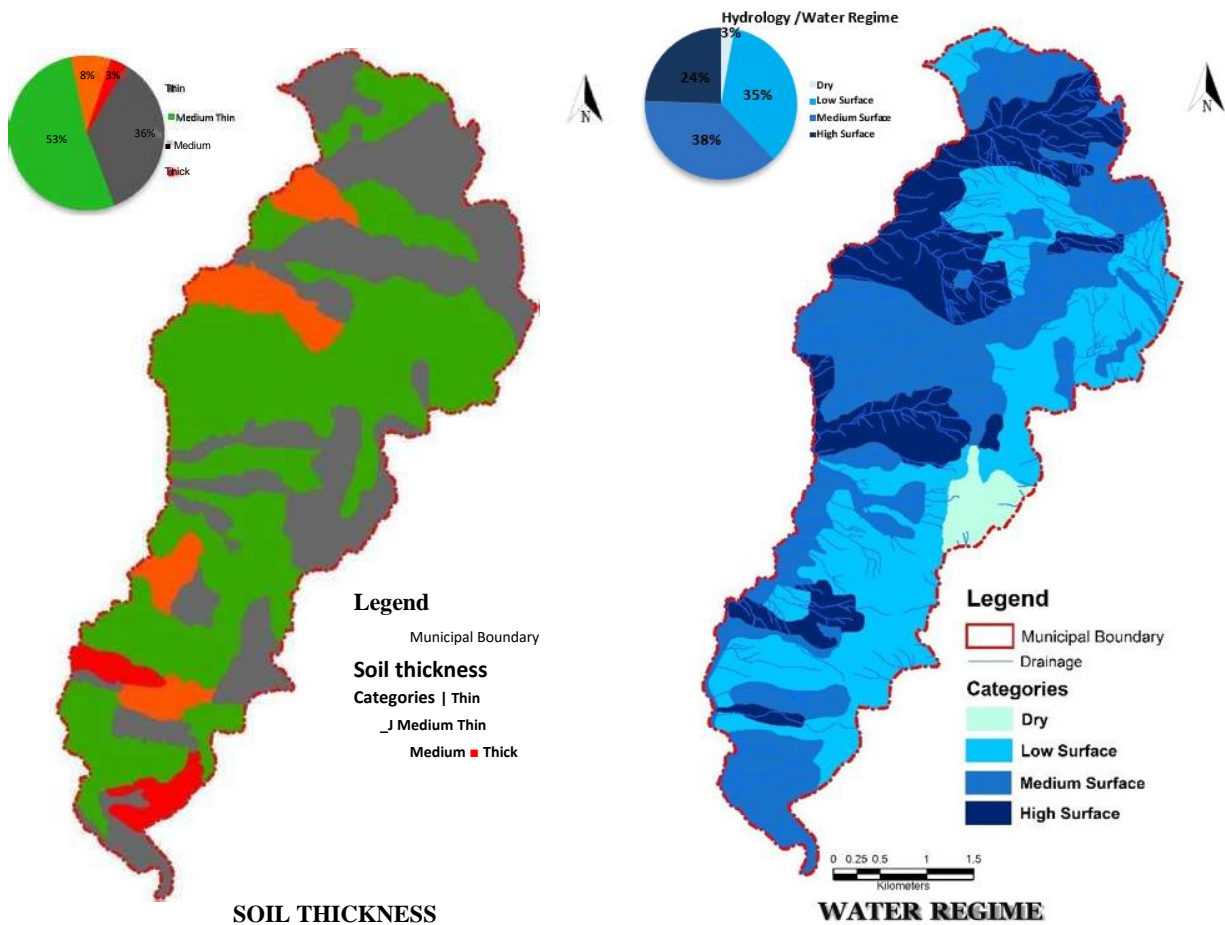 8%
3%
53%
36%
Thin
Medium Thin
Medium
Thick
N
Legend
Municipal Boundary
Soil thickness
Categories | Thin
_J Medium Thin
Medium ■ Thick
SOIL THICKNESS
Hydrology /Water Regime
3%
24%
35%
38%
Dry
Low Surface
Medium Surface
High Surface
N
Legend
Municipal Boundary
Drainage
Categories
Dry
Low Surface
Medium Surface
High Surface
0 0.25 0.5 1 1.5
Kilometers
WATER REGIME